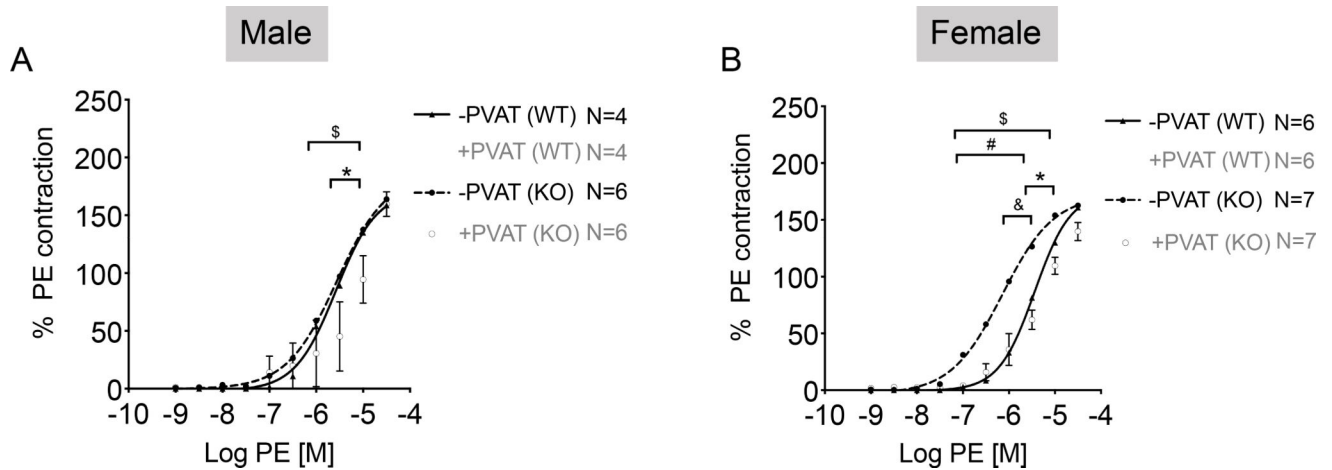 Male
Female
A
B
250
200
150
100
50
0
-10 -9 -8 -7 -6 -5 -4
% PE contraction
Log PE [M]
$
*
-PVAT (WT) N=4
+PVAT (WT) N=4
-PVAT (KO) N=6
+PVAT (KO) N=6
250
200
150
100
50
0
-10 -9 -8 -7 -6 -5 -4
% PE contraction
Log PE [M]
$
#
*
&
-PVAT (WT) N=6
+PVAT (WT) N=6
-PVAT (KO) N=7
+PVAT (KO) N=7